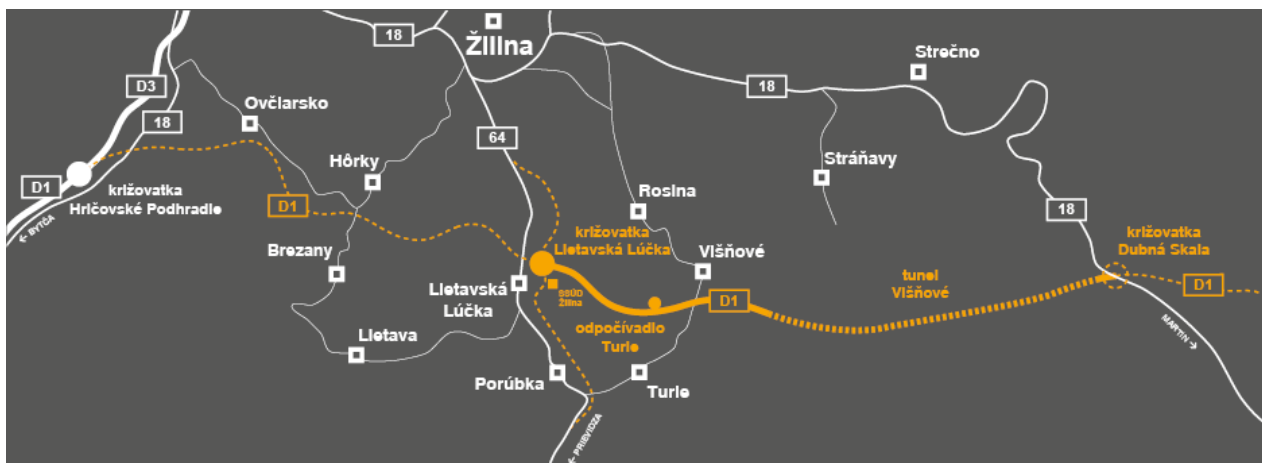 18
Žilina
Strečno
D3
18
18
Ovčiarsko
64
Hôrky
Stráňavy
Rosina
D1
križovatka
Hričovské Podhradie
← BYTČA
D1
18
križovatka
Lietavská Lúčka
križovatka
Dubná Skala
Brezany
Višňové
tunel
Višňové
Lietavská
Lúčka
SSÚD
Žilina
D1
D1
odpočívadlo
Turie
MARTIN →
Lietava
Porúbka
Turie
← PRIEVIDZA